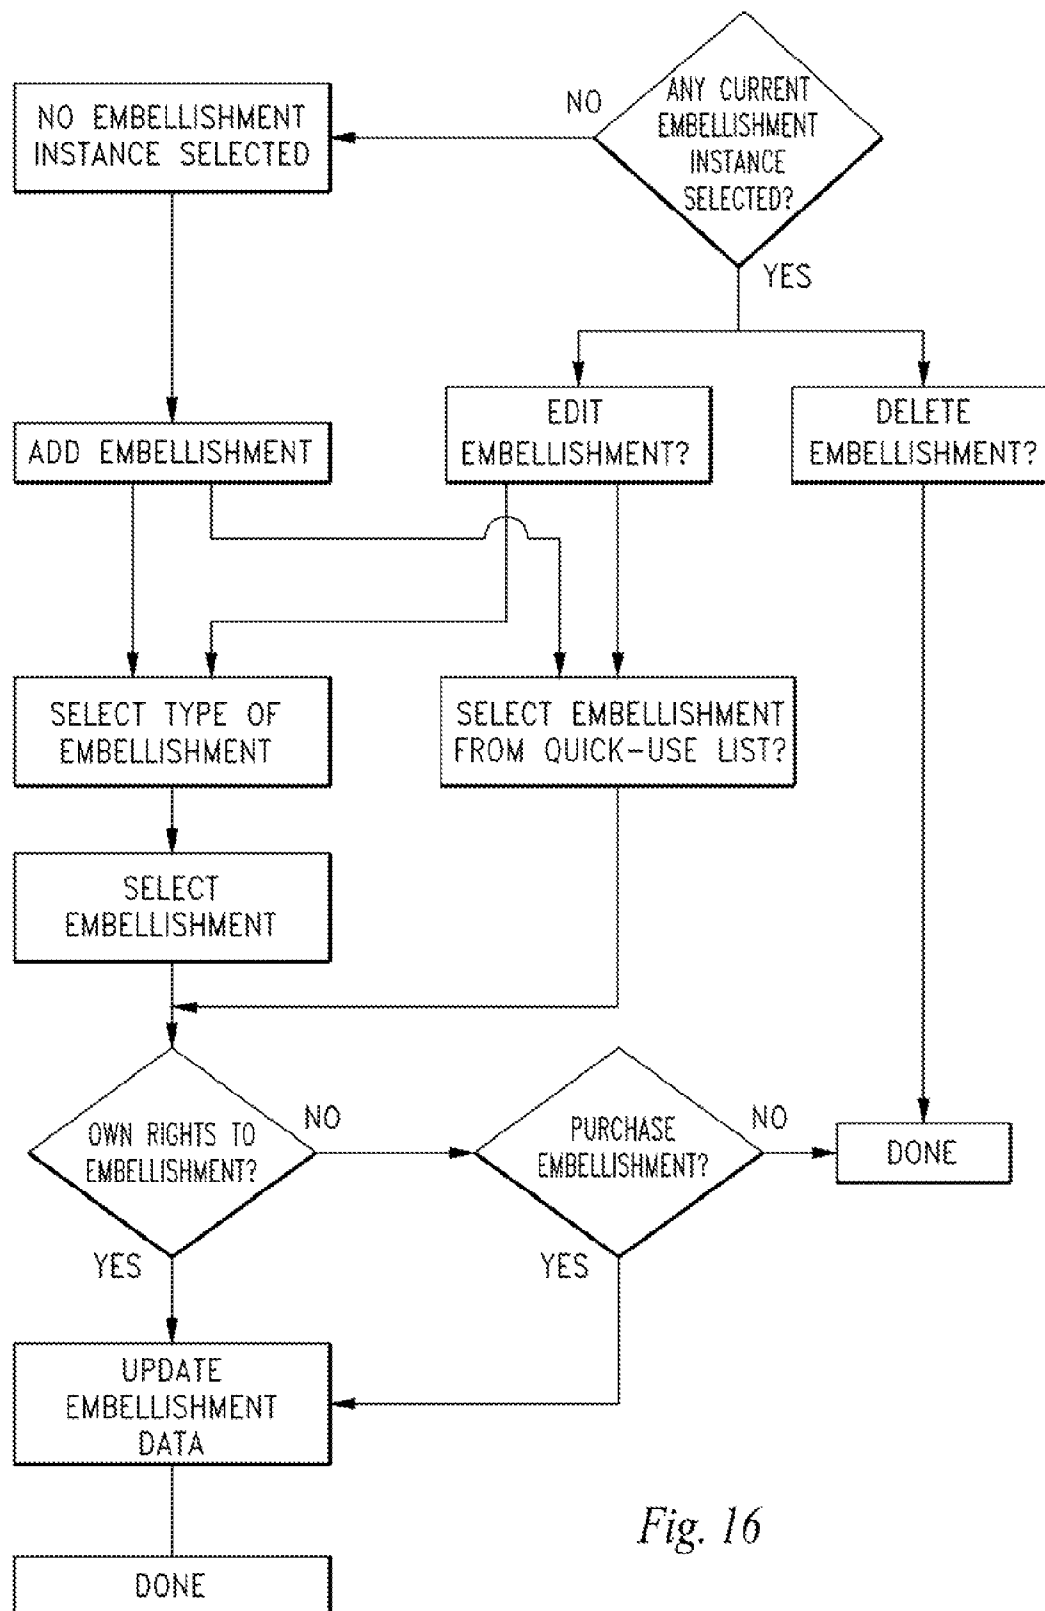 ANY CURRENT
EMBELLISHMENT
INSTANCE
SELECTED?
NO
NO EMBELLISHMENT
INSTANCE SELECTED
YES
ADD EMBELLISHMENT
EDIT
EMBELLISHMENT?
DELETE
EMBELLISHMENT?
SELECT TYPE OF
EMBELLISHMENT
SELECT EMBELLISHMENT
FROM QUICK-USE LIST?
SELECT
EMBELLISHMENT
OWN RIGHTS TO
EMBELLISHMENT?
NO
PURCHASE
EMBELLISHMENT?
NO
DONE
YES
YES
UPDATE
EMBELLISHMENT
DATA
DONE
Fig. 16